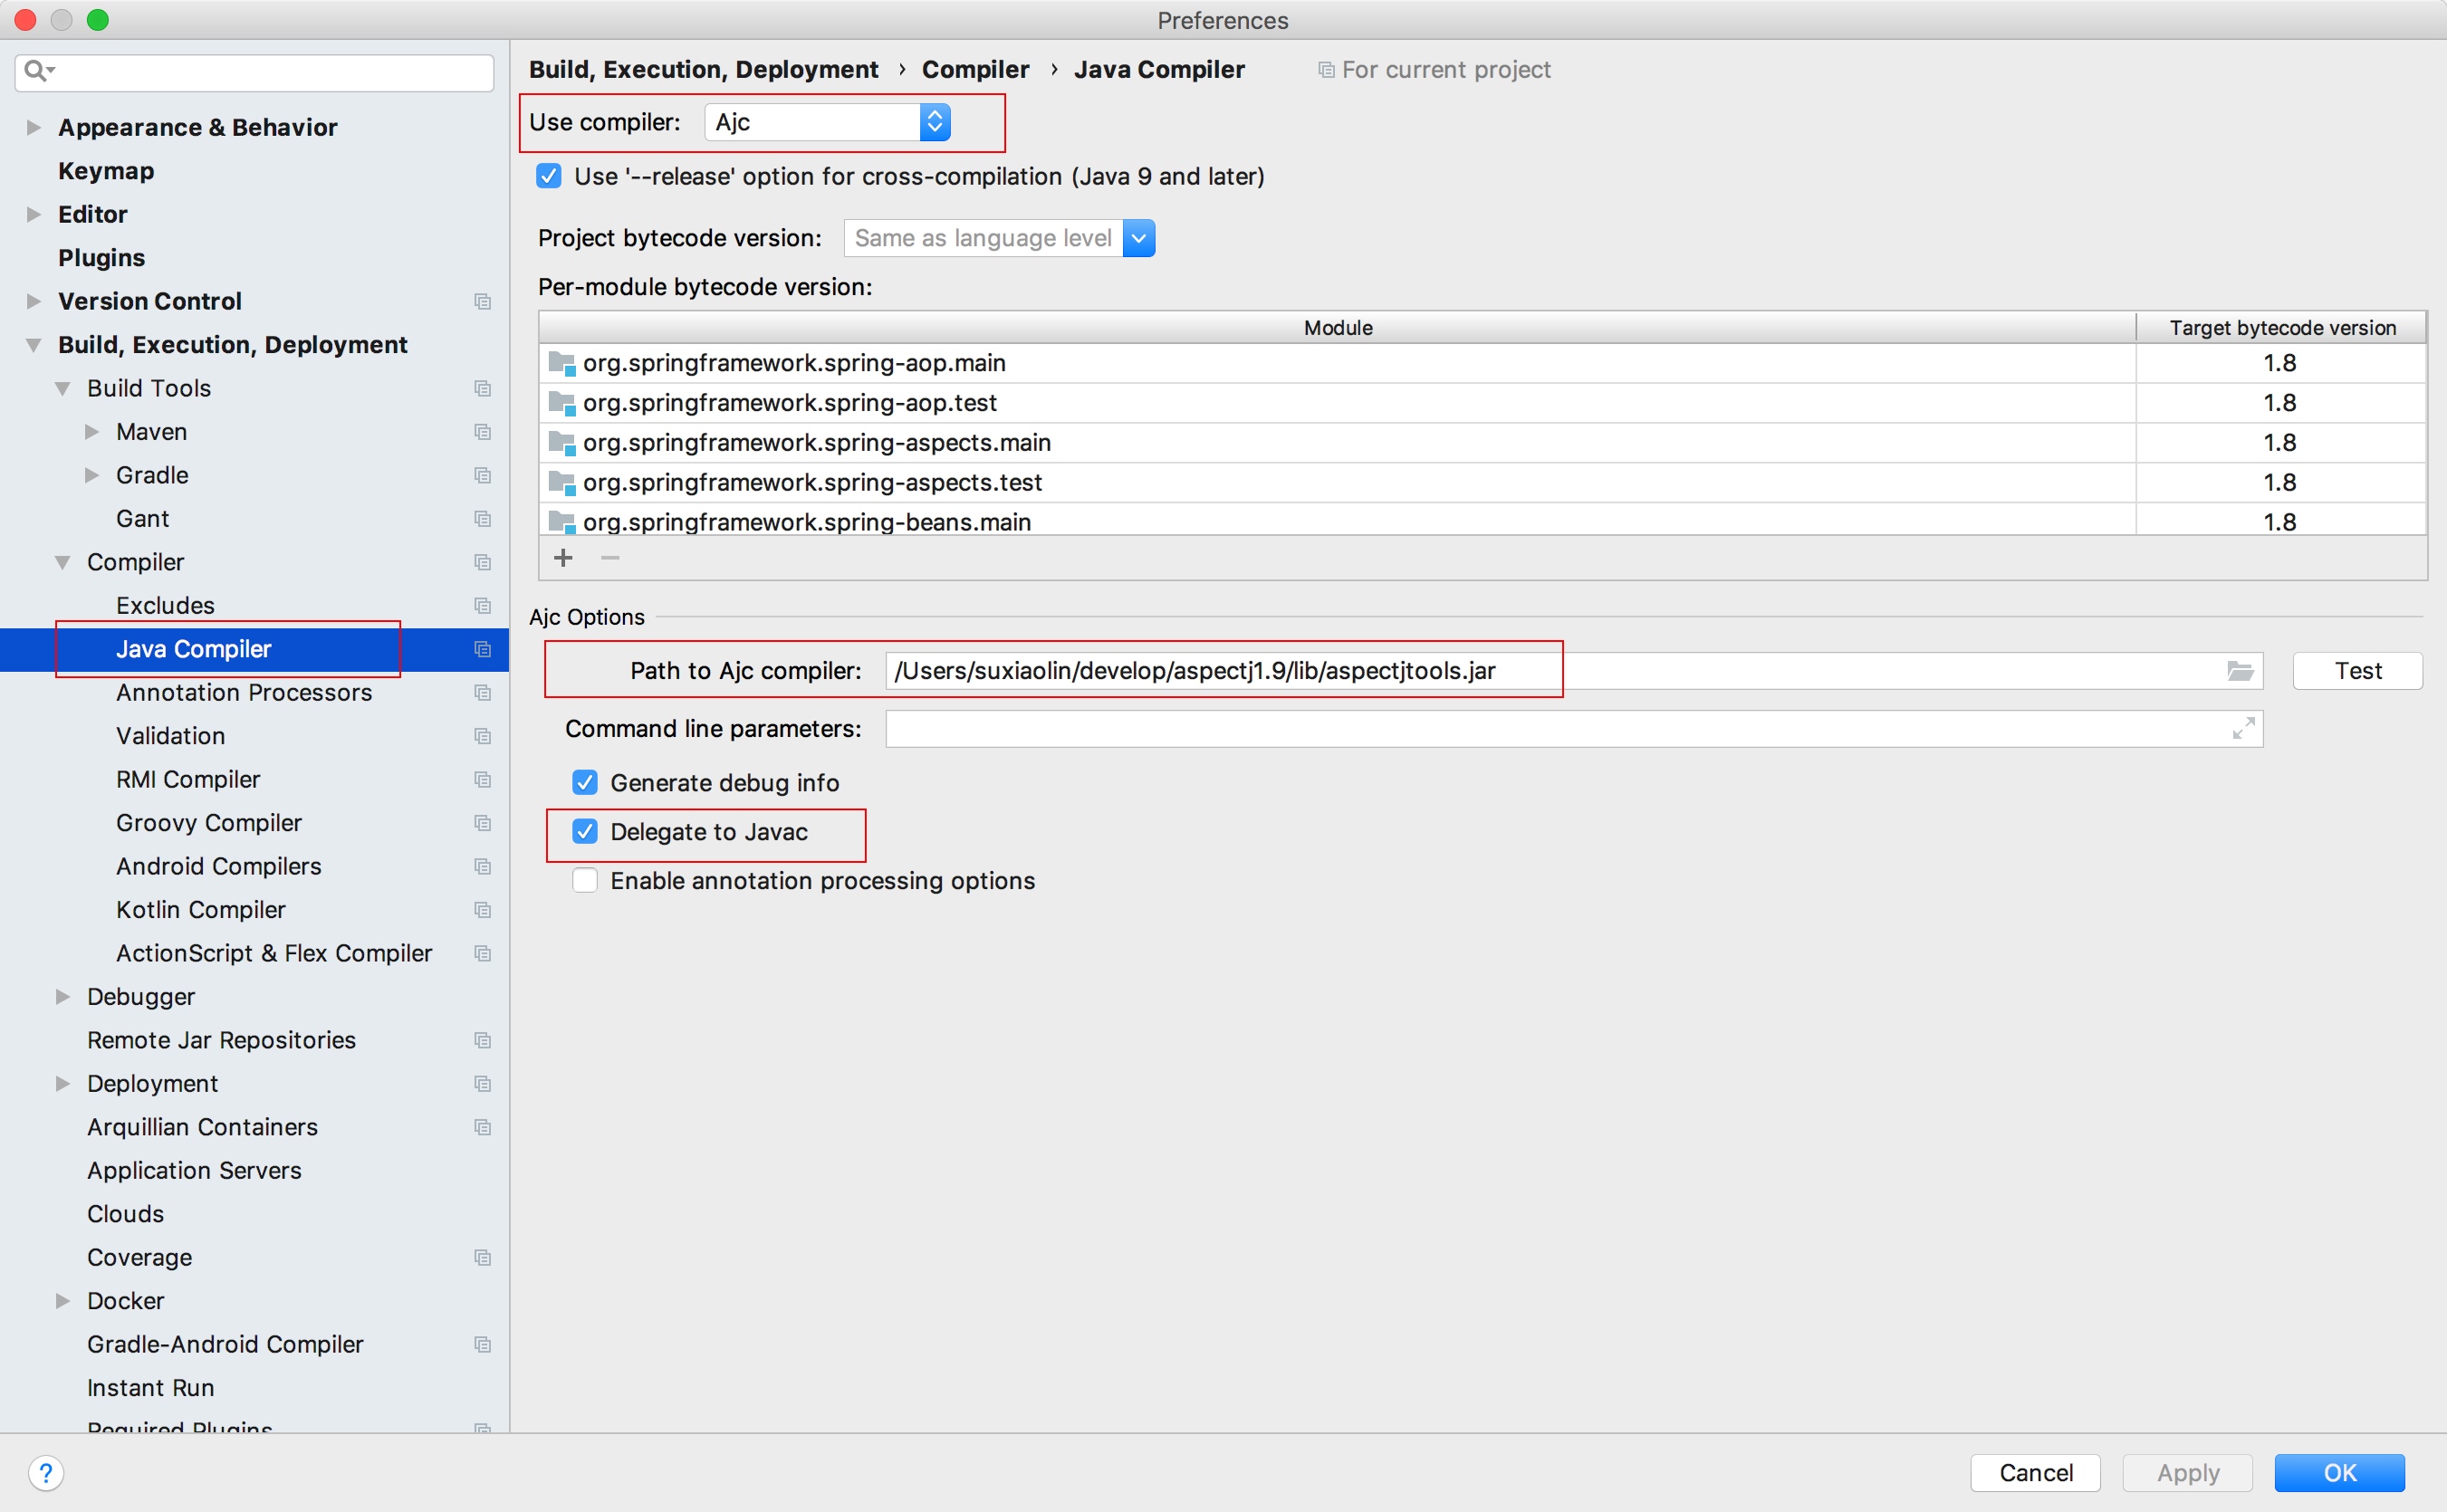 Preferences
Appearance & Behavior
Keymap
Editor
Plugins
Version Control
Build, Execution, Deployment
Build Tools
Maven
Gradle
Gant
Compiler
Excludes
Java Compiler
Annotation Processors
Validation
RMI Compiler
Groovy Compiler
Android Compilers
Kotlin Compiler
ActionScript & Flex Compiler
Debugger
Remote Jar Repositories
Deployment
Arquillian Containers
Application Servers
Clouds
Coverage
Docker
Gradle-Android Compiler
Instant Run
Required Plugins
Build, Execution, Deployment › Compiler › Java Compiler For current project
Use compiler: Ajc
Use '--release' option for cross-compilation (Java 9 and later)
Project bytecode version: Same as language level
Per-module bytecode version:
Module Target bytecode version
org.springframework.spring-aop.main 1.8
org.springframework.spring-aop.test 1.8
org.springframework.spring-aspects.main 1.8
org.springframework.spring-aspects.test 1.8
org.springframework.spring-beans.main 1.8
Ajc Options
Path to Ajc compiler: /Users/suxiaolin/develop/aspectj1.9/lib/aspectjtools.jar Test
Command line parameters:
Generate debug info
Delegate to Javac
Enable annotation processing options
? Cancel Apply OK